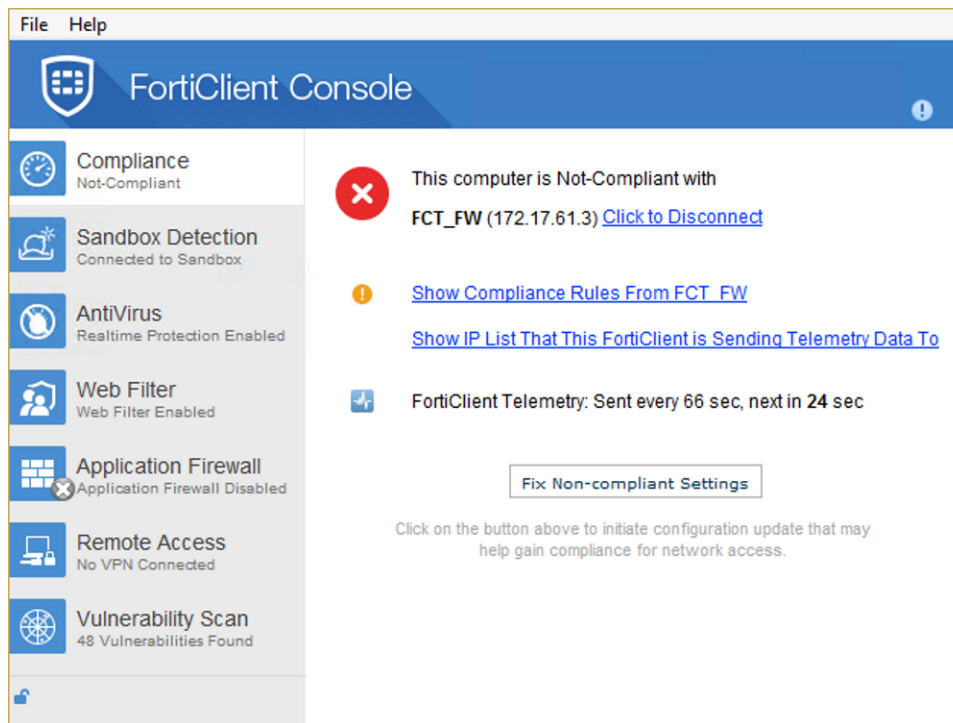 File Help
FortiClient Console
Compliance
Not-Compliant
Sandbox Detection
Connected to Sandbox
AntiVirus
Realtime Protection Enabled
Web Filter
Web Filter Enabled
Application Firewall
Application Firewall Disabled
Remote Access
No VPN Connected
Vulnerability Scan
48 Vulnerabilities Found
This computer is Not-Compliant with
FCT_FW (172.17.61.3) Click to Disconnect
Show Compliance Rules From FCT_FW
Show IP List That This FortiClient is Sending Telemetry Data To
FortiClient Telemetry: Sent every 66 sec, next in 24 sec
Fix Non-compliant Settings
Click on the button above to initiate configuration update that may
help gain compliance for network access.